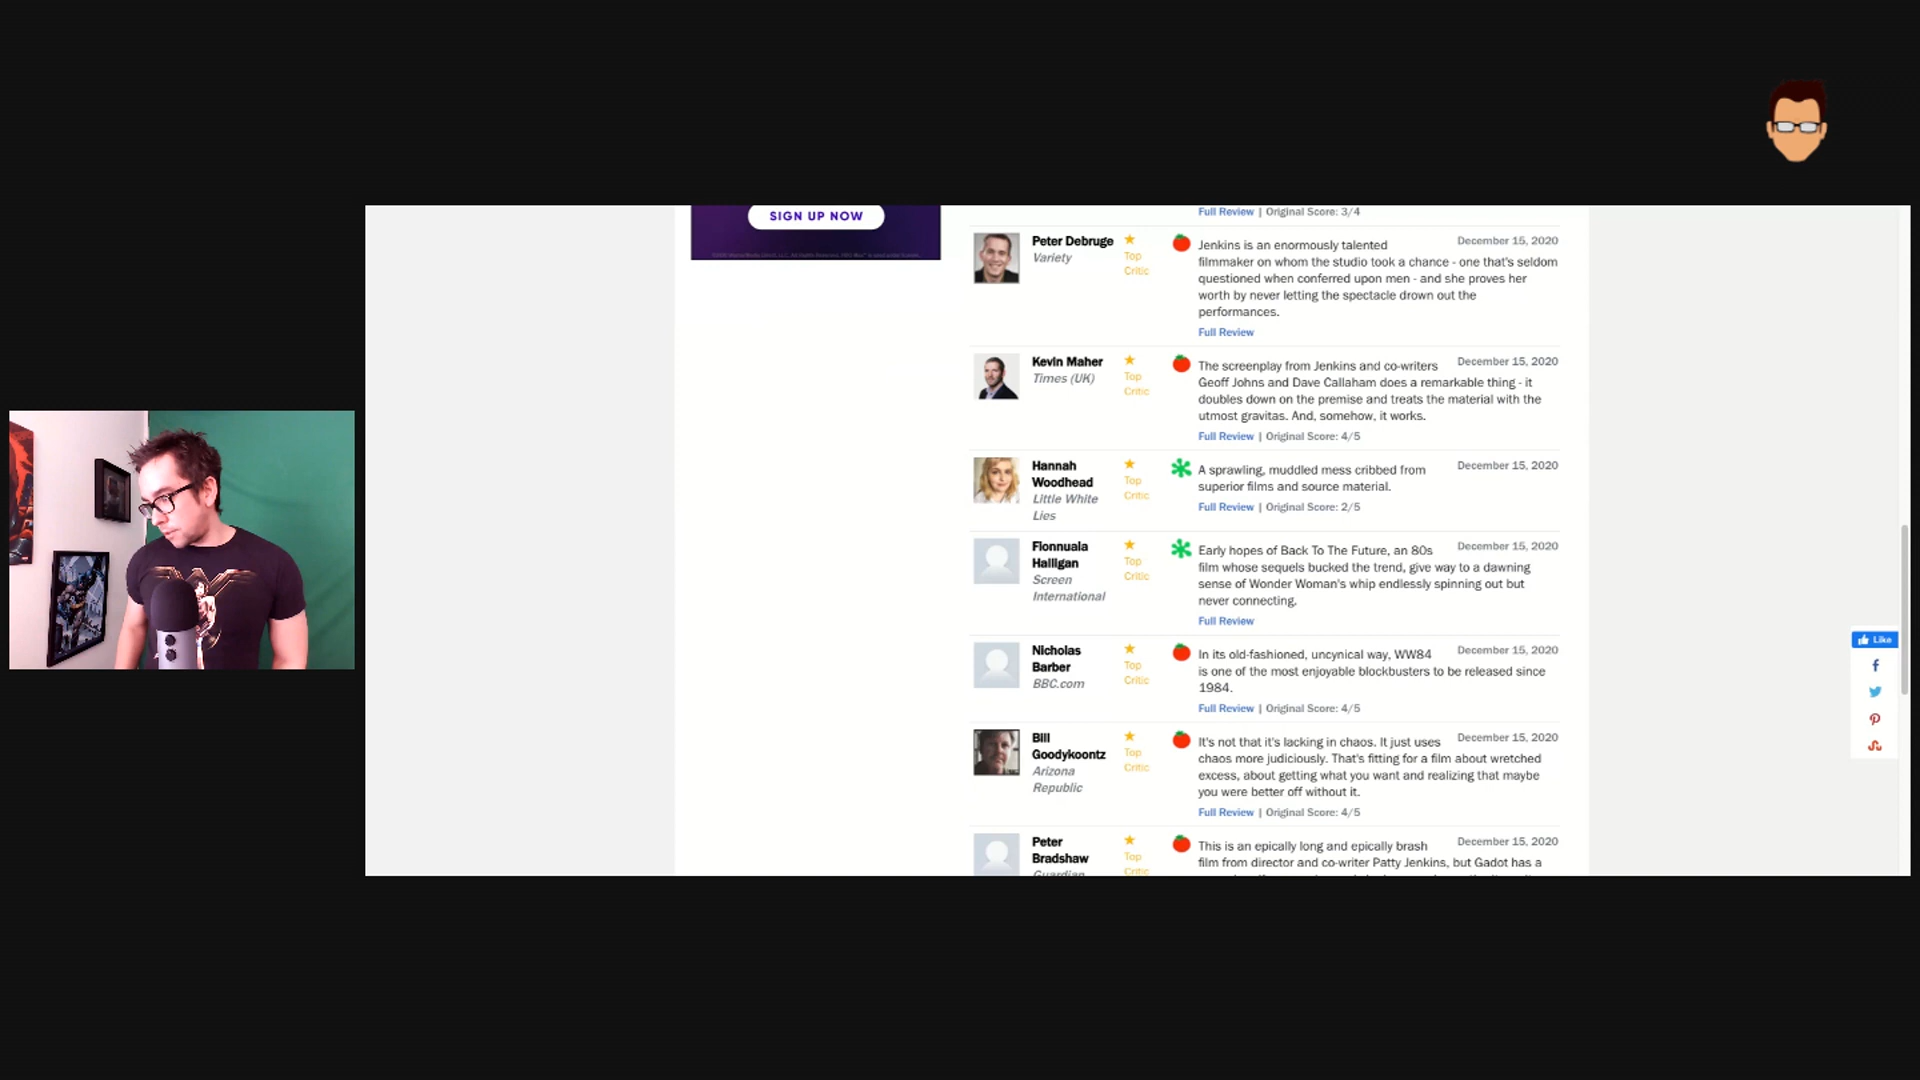 SIGN UP NOW
Full Review | Original Score: 3/4
Peter Debruge
Variety
Top
Critic
December 15, 2020
Jenkins is an enormously talented
filmmaker on whom the studio took a chance - one that's seldom
questioned when conferred upon men - and she proves her
worth by never letting the spectacle drown out the
performances.
Full Review
Kevin Maher
Times (UK)
Top
Critic
December 15, 2020
The screenplay from Jenkins and co-writers
Geoff Johns and Dave Callaham does a remarkable thing - it
doubles down on the premise and treats the material with the
utmost gravitas. And, somehow, it works.
Full Review | Original Score: 4/5
Hannah
Woodhead
Little White
Lies
Top
Critic
December 15, 2020
A sprawling, muddled mess cribbed from
superior films and source material.
Full Review | Original Score: 2/5
Fionnuala
Halligan
Screen
International
Top
Critic
December 15, 2020
Early hopes of Back To The Future, an 80s
film whose sequels bucked the trend, give way to a dawning
sense of Wonder Woman's whip endlessly spinning out but
never connecting.
Full Review
Nicholas
Barber
BBC.com
Top
Critic
December 15, 2020
In its old-fashioned, uncynical way, WW84
is one of the most enjoyable blockbusters to be released since
1984.
Full Review | Original Score: 4/5
Bill
Goodykoontz
Arizona
Republic
Top
Critic
December 15, 2020
It's not that it's lacking in chaos. It just uses
chaos more judiciously. That's fitting for a film about wretched
excess, about getting what you want and realizing that maybe
you were better off without it.
Full Review | Original Score: 4/5
Peter
Bradshaw
Guardian
Top
Critic
December 15, 2020
This is an epically long and epically brash
film from director and co-writer Patty Jenkins, but Gadot has a
Like